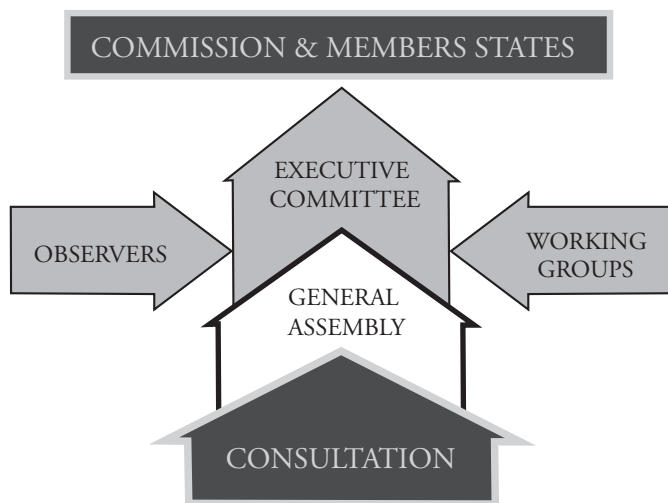 COMMISSION & MEMBERS STATES
EXECUTIVE
COMMITTEE
OBSERVERS
WORKING
GROUPS
GENERAL
ASSEMBLY
CONSULTATION